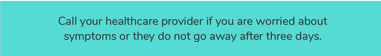 Call your healthcare provider if you are worried about
symptoms or they do not go away after three days.